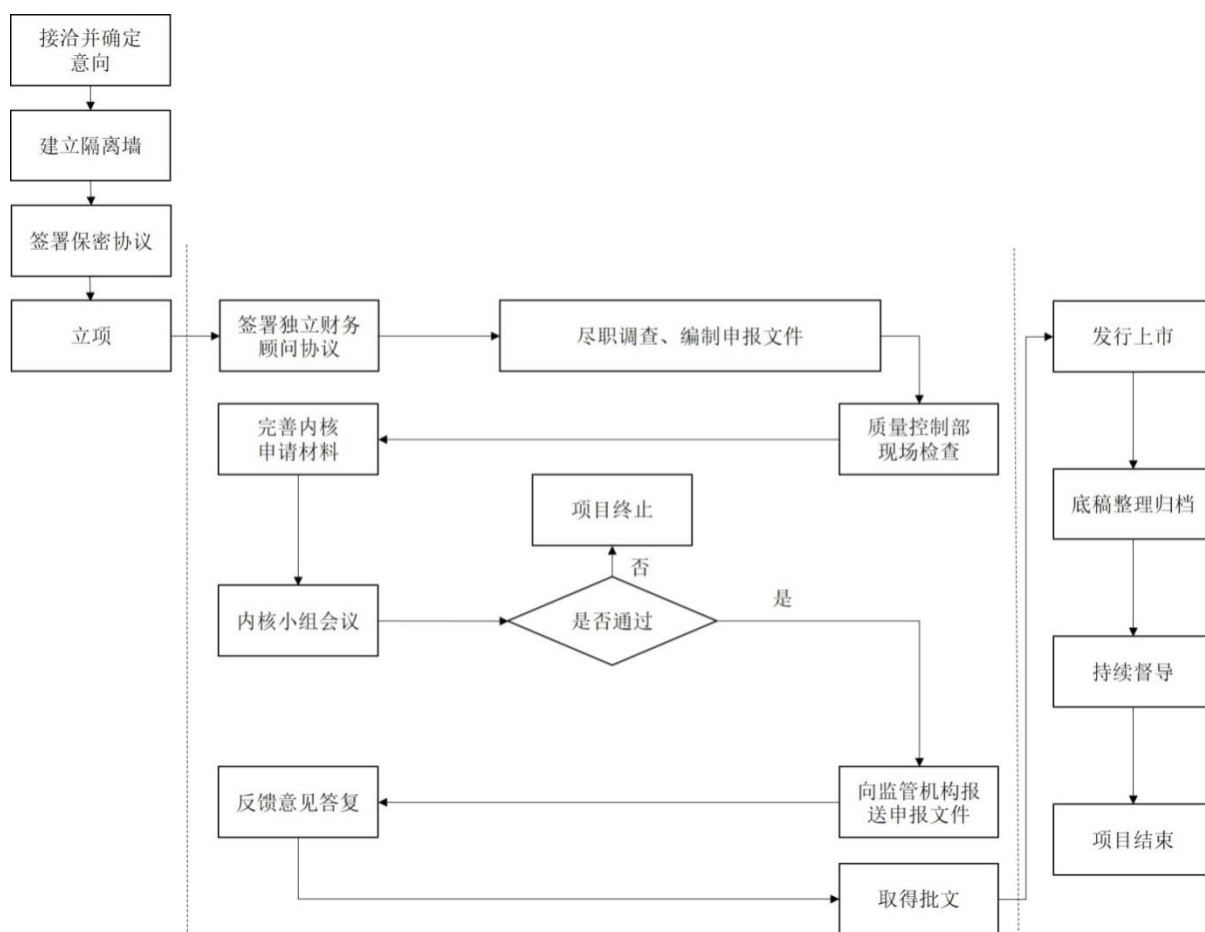 接洽并确定
意向
建立隔离墙
签署保密协议
立项
签署独立财务
顾问协议
尽职调查、编制申报文件
质量控制部
现场检查
完善内核
申请材料
项目终止
否
内核小组会议
是否通过
是
向监管机构报
送申报文件
反馈意见答复
取得批文
发行上市
底稿整理归档
持续督导
项目结束